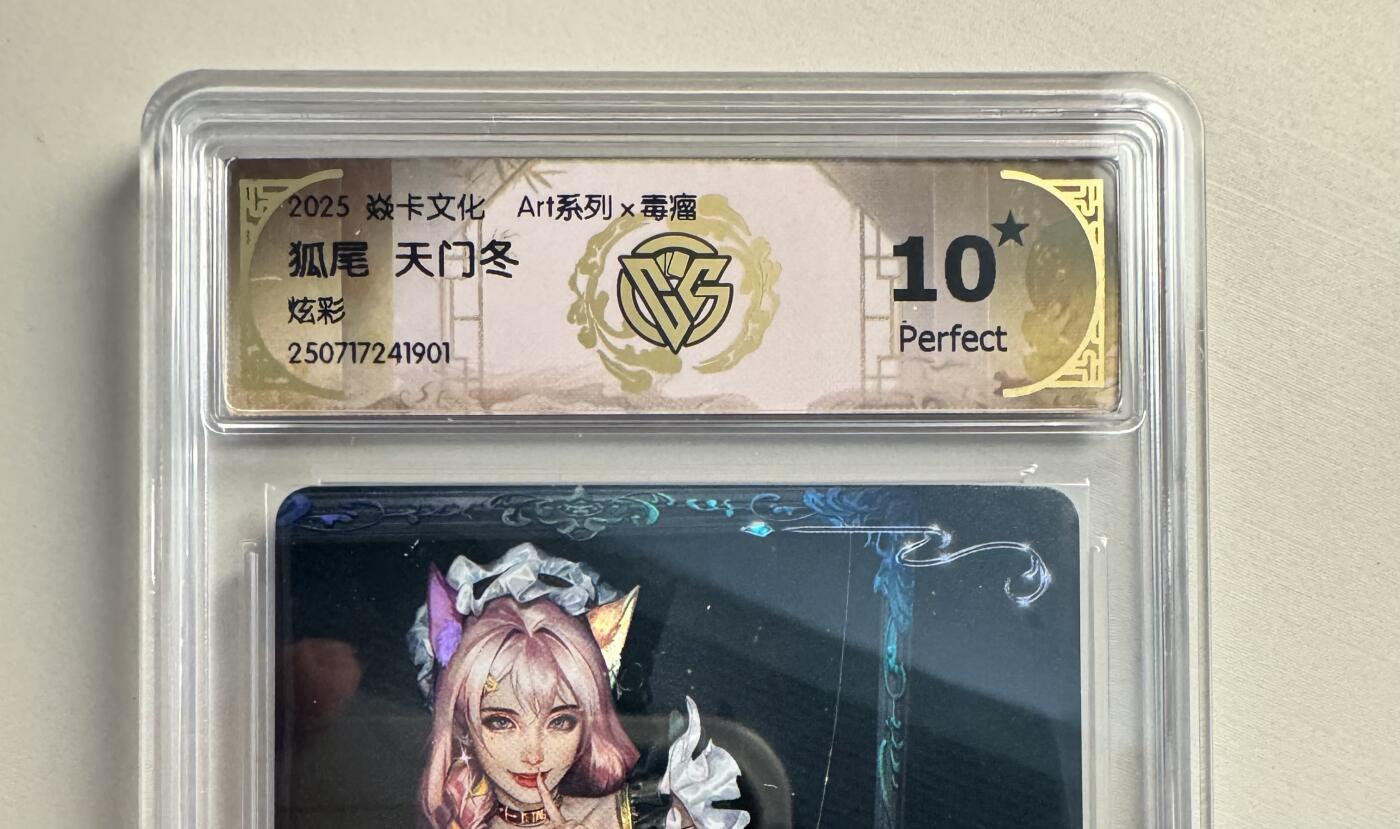 2025 焱卡文化 Art系列×毒瘤
狐尾 天门冬
炫彩
250717241901
10★
Perfect